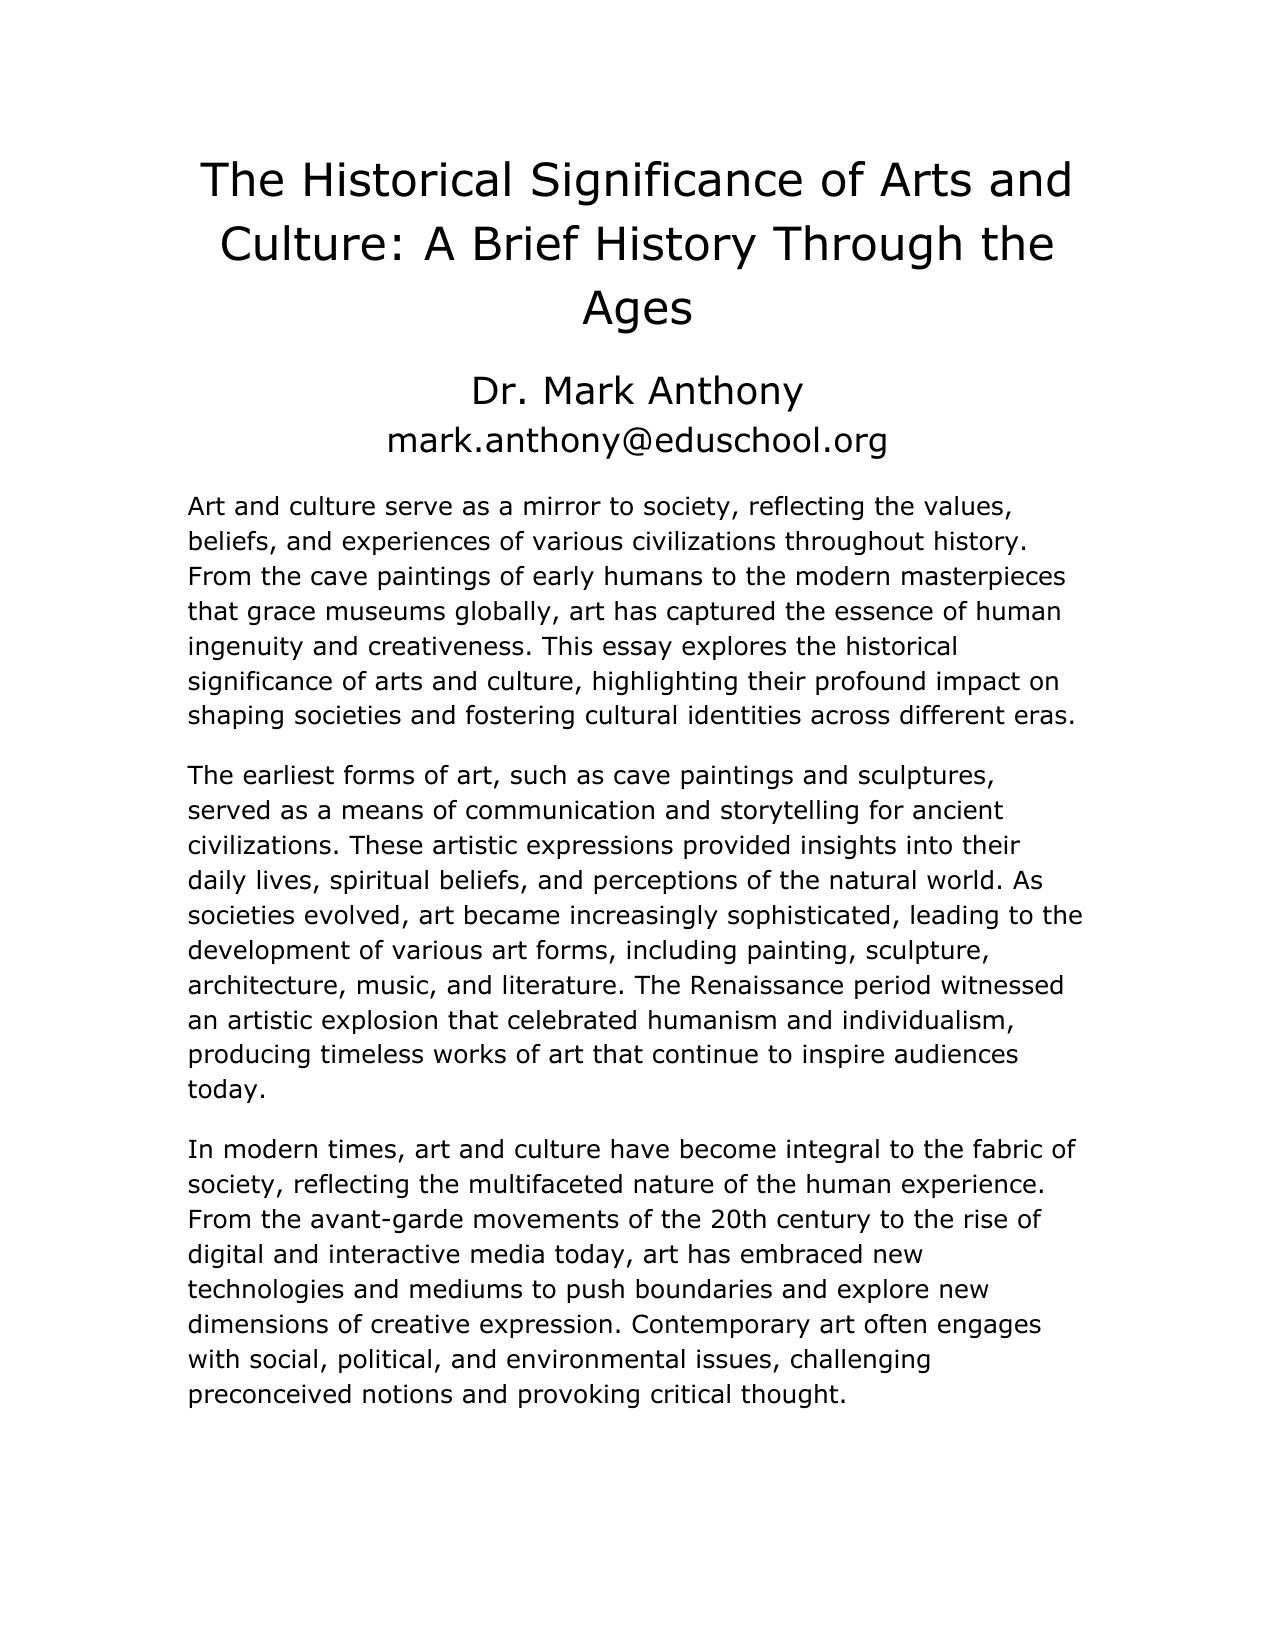 The Historical Significance of Arts and
Culture: A Brief History Through the
Ages
Dr. Mark Anthony
mark.anthony@eduschool.org
Art and culture serve as a mirror to society, reflecting the values,
beliefs, and experiences of various civilizations throughout history.
From the cave paintings of early humans to the modern masterpieces
that grace museums globally, art has captured the essence of human
ingenuity and creativeness. This essay explores the historical
significance of arts and culture, highlighting their profound impact on
shaping societies and fostering cultural identities across different eras.
The earliest forms of art, such as cave paintings and sculptures,
served as a means of communication and storytelling for ancient
civilizations. These artistic expressions provided insights into their
daily lives, spiritual beliefs, and perceptions of the natural world. As
societies evolved, art became increasingly sophisticated, leading to the
development of various art forms, including painting, sculpture,
architecture, music, and literature. The Renaissance period witnessed
an artistic explosion that celebrated humanism and individualism,
producing timeless works of art that continue to inspire audiences
today.
In modern times, art and culture have become integral to the fabric of
society, reflecting the multifaceted nature of the human experience.
From the avant-garde movements of the 20th century to the rise of
digital and interactive media today, art has embraced new
technologies and mediums to push boundaries and explore new
dimensions of creative expression. Contemporary art often engages
with social, political, and environmental issues, challenging
preconceived notions and provoking critical thought.